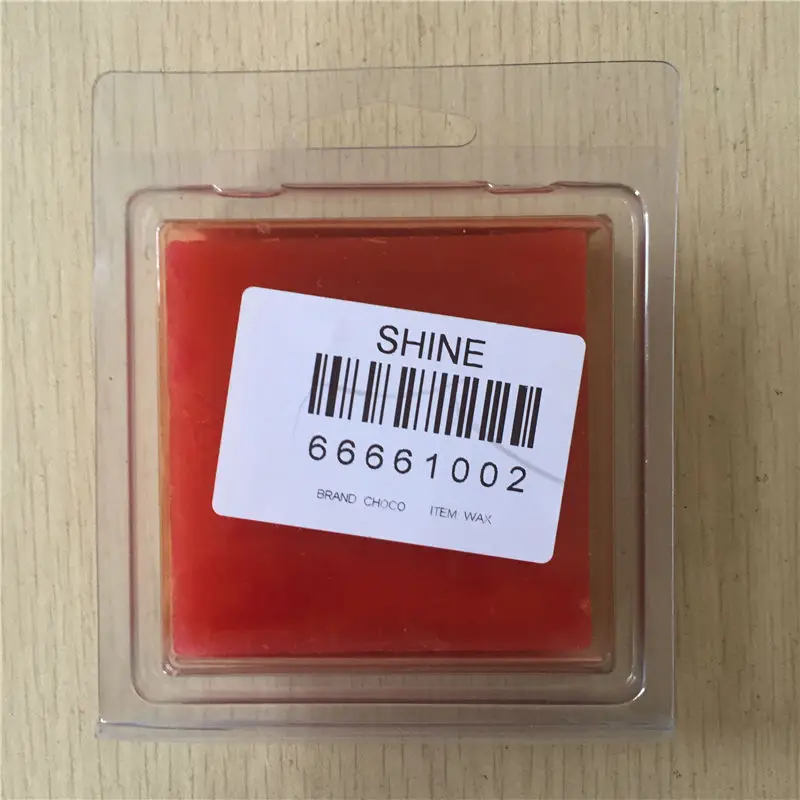 SHINE
66661002
BRAND CHOCO ITEM WAX